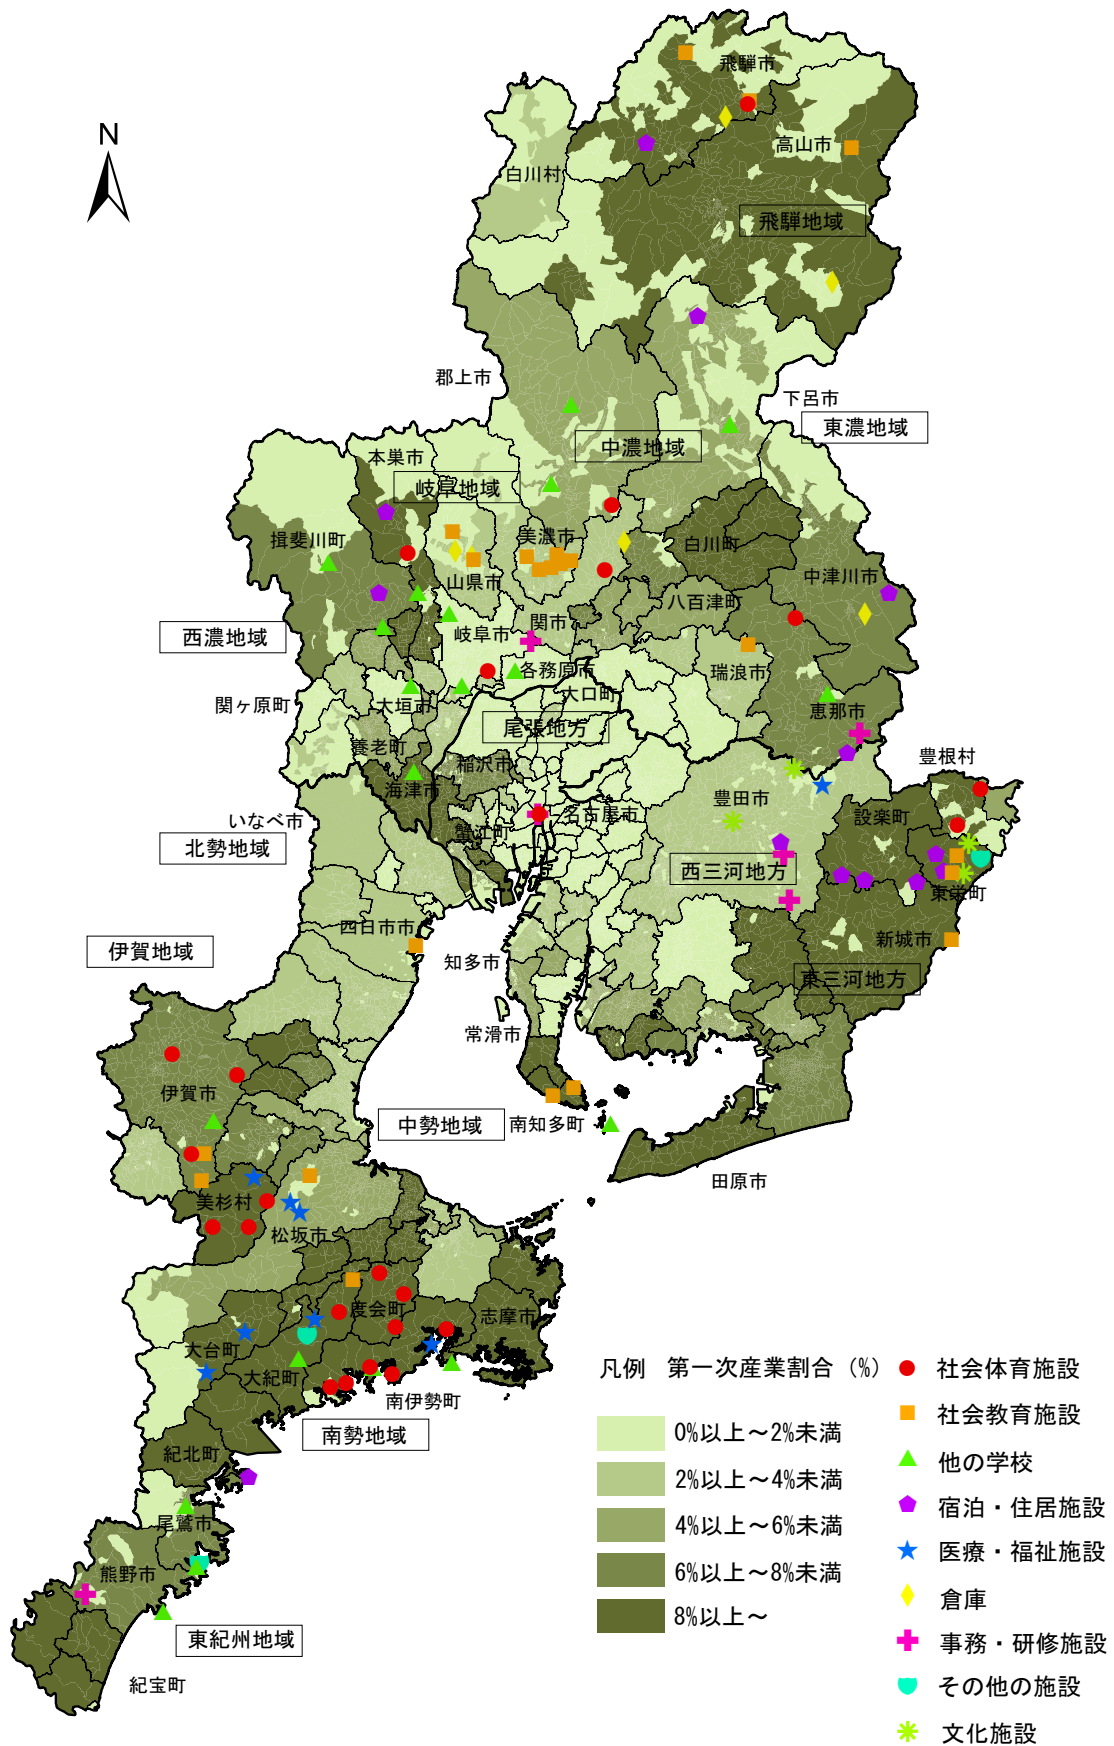 N
飛騨市
高山市
白川村
飛騨地域
郡上市
下呂市
東濃地域
中濃地域
本巣市
岐阜地域
揖斐川町
美濃市
白川町
山県市
中津川市
八百津町
西濃地域
岐阜市
関市
瑞浪市
各務原市
関ヶ原町
大垣市
大口町
恵那市
尾張地方
養老町
稲沢市
豊根村
海津市
豊田市
いなべ市
蟹江町
名古屋市
設楽町
北勢地域
西三河地方
東栄町
四日市市
新城市
伊賀地域
知多市
東三河地方
常滑市
伊賀市
中勢地域
南知多町
田原市
美杉村
松坂市
度会町
志摩市
大台町
大紀町
南伊勢町
南勢地域
紀北町
尾鷲市
熊野市
東紀州地域
紀宝町
凡例 第一次産業割合(%)
0%以上～2%未満
2%以上～4%未満
4%以上～6%未満
6%以上～8%未満
8%以上～
社会体育施設
社会教育施設
他の学校
宿泊・住居施設
医療・福祉施設
倉庫
事務・研修施設
その他の施設
文化施設